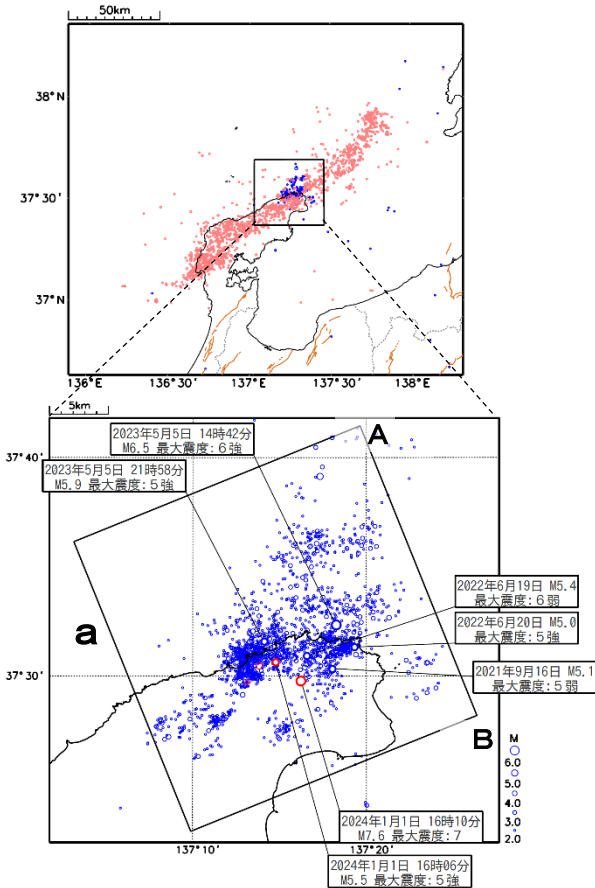 50km
38°N
37°30'
37°N
136°E
136°30'
137°E
137°30'
138°E
5km
2023年5月5日 14時42分
M6.5 最大震度：6強
A
37°40'
2023年5月5日 21時58分
M5.9 最大震度：5強
2022年6月19日 M5.4
最大震度：6弱
a
2022年6月20日 M5.0
最大震度：5強
37°30'
2021年9月16日 M5.1
最大震度：5弱
B
M
6.0
5.0
4.0
3.0
2.0
2024年1月1日 16時10分
M7.6 最大震度：7
137°10'
137°20'
2024年1月1日 16時06分
M5.5 最大震度：5強